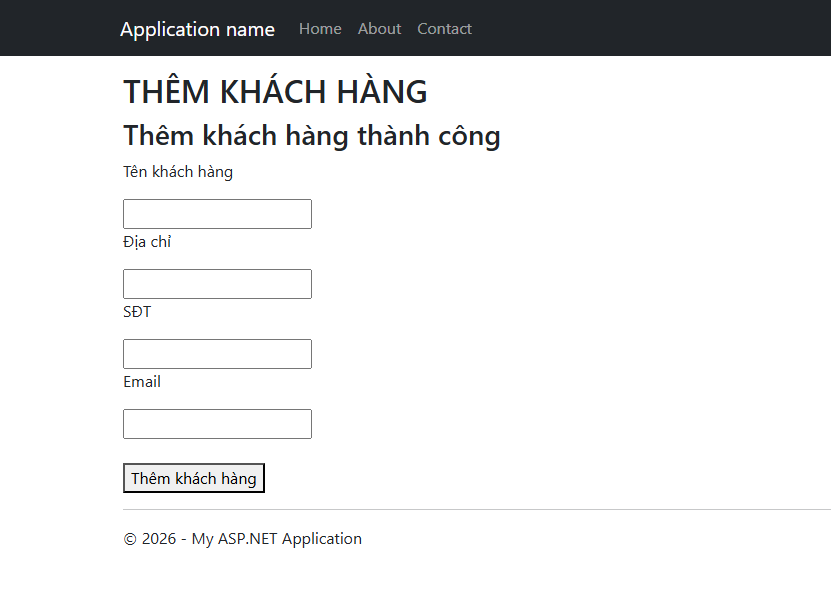 Application name Home About Contact
THÊM KHÁCH HÀNG
Thêm khách hàng thành công
Tên khách hàng
Địa chỉ
SĐT
Email
Thêm khách hàng
© 2026 - My ASP.NET Application